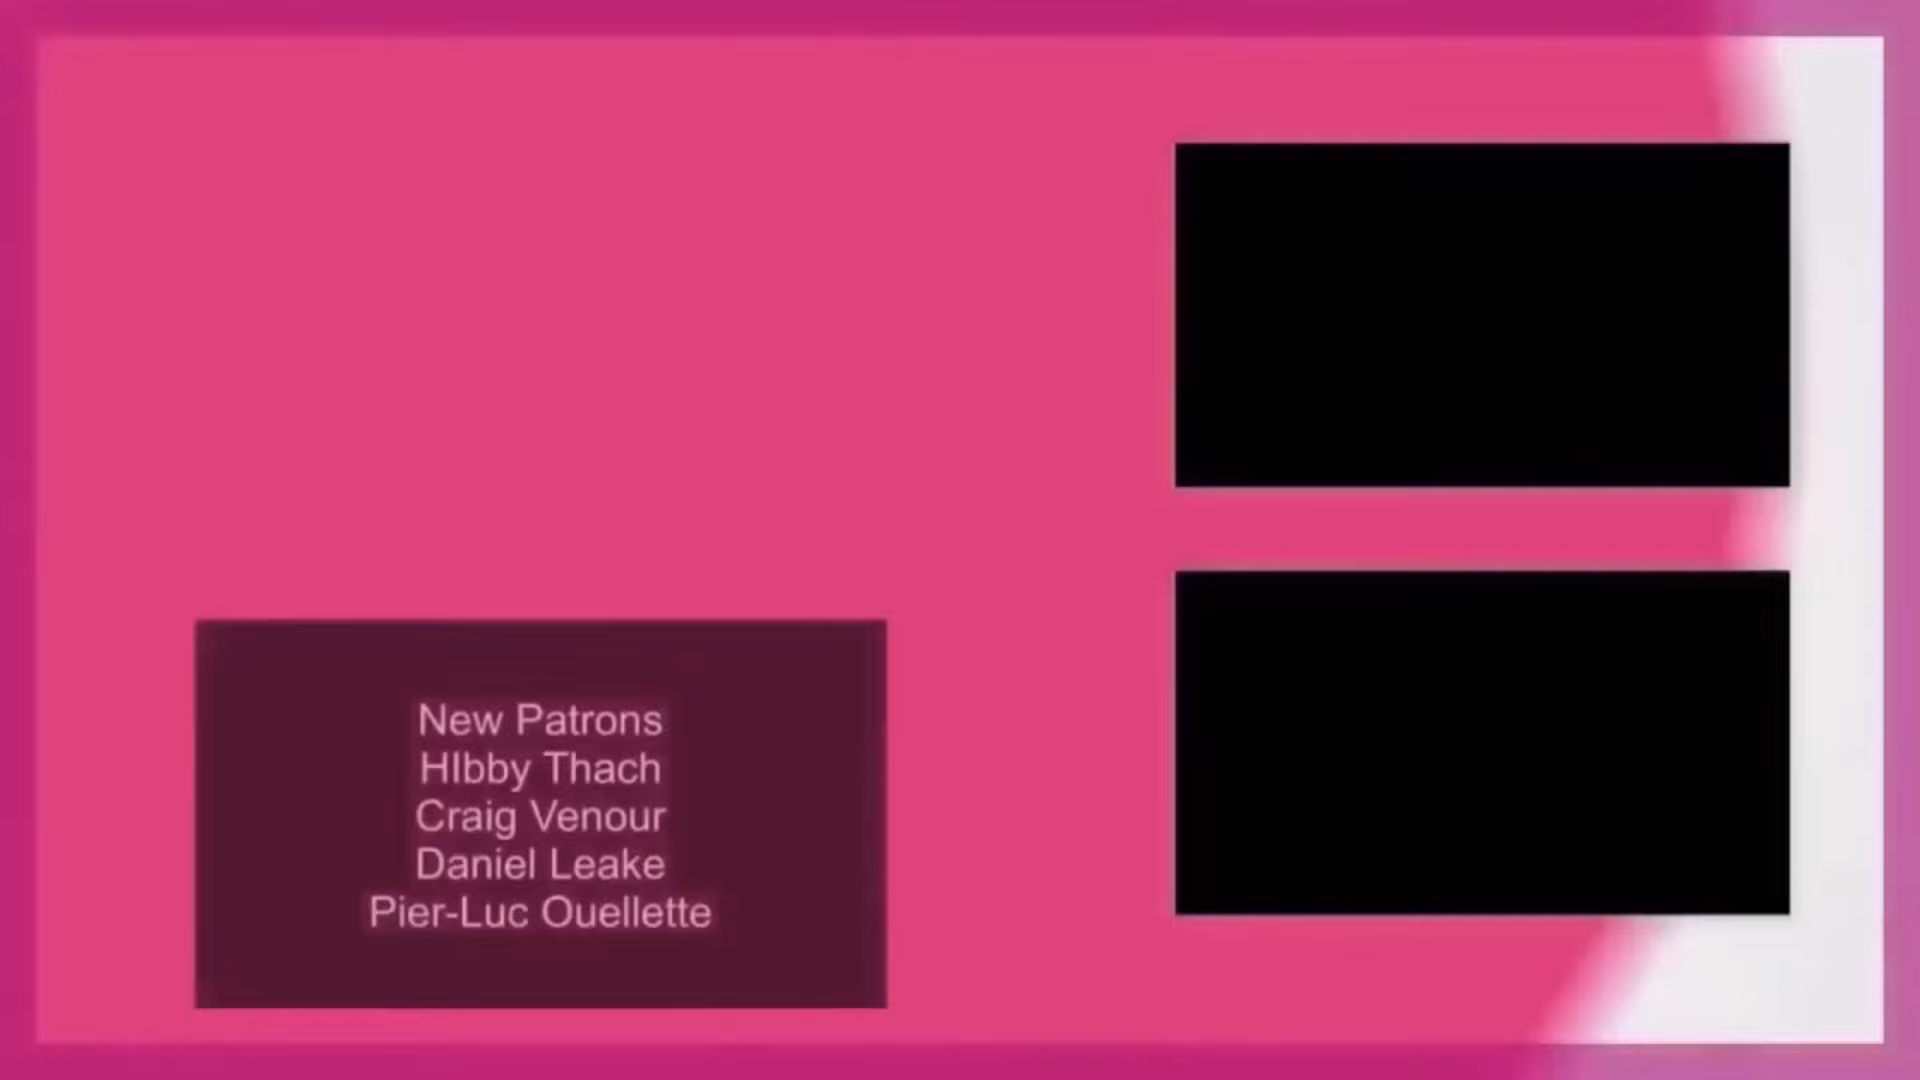 New Patrons
HIbby Thach
Craig Venour
Daniel Leake
Pier-Luc Ouellette